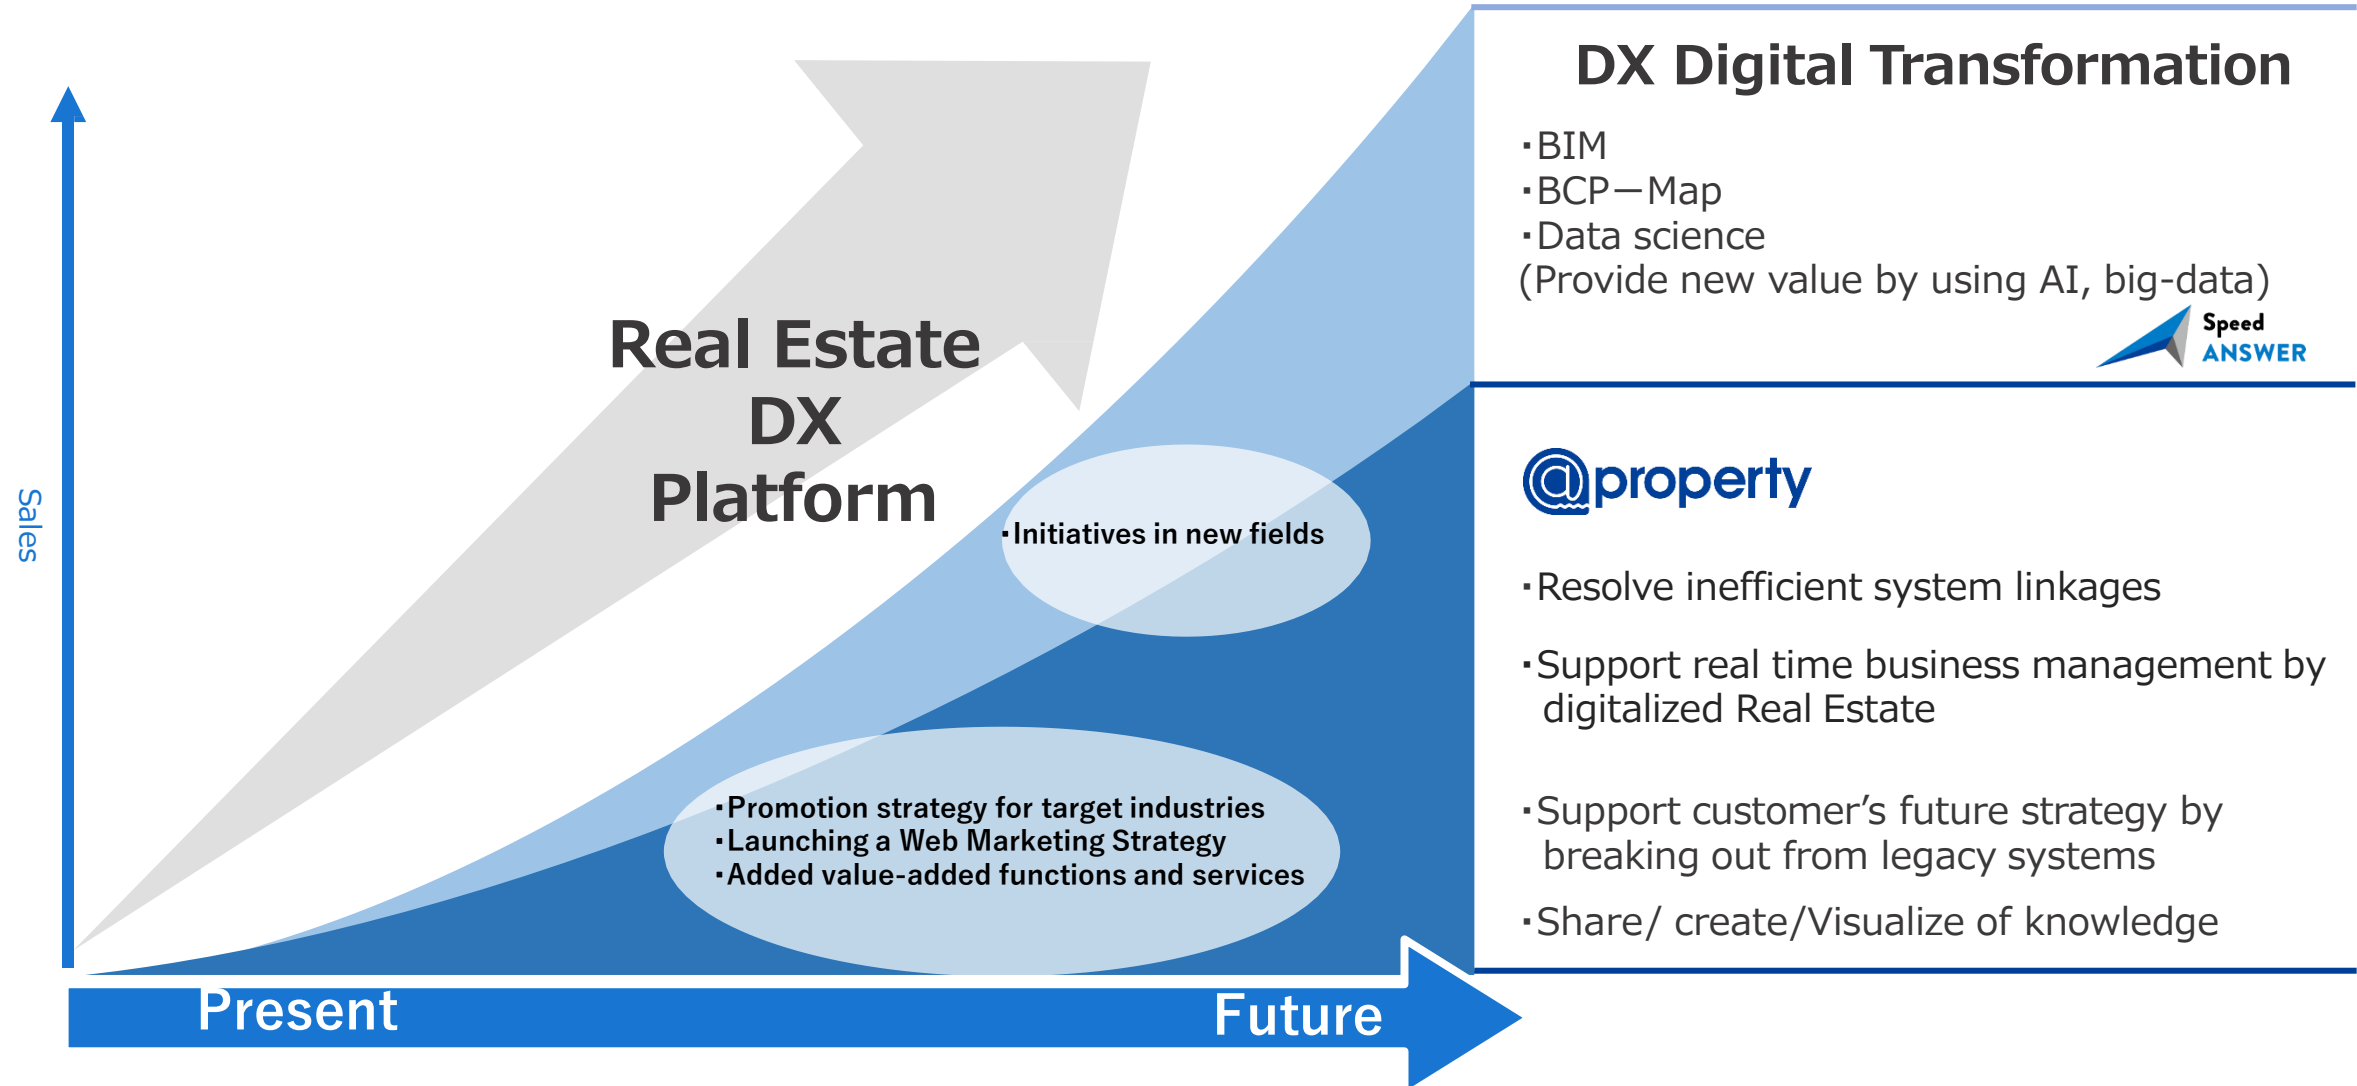 Sales
Real Estate
DX
Platform
・Initiatives in new fields
・Promotion strategy for target industries
・Launching a Web Marketing Strategy
・Added value-added functions and services
Present
Future
DX Digital Transformation
・BIM
・BCP－Map
・Data science
(Provide new value by using AI, big-data)
Speed
ANSWER
@property
・Resolve inefficient system linkages
・Support real time business management by
digitalized Real Estate
・Support customer’s future strategy by
breaking out from legacy systems
・Share/ create/Visualize of knowledge